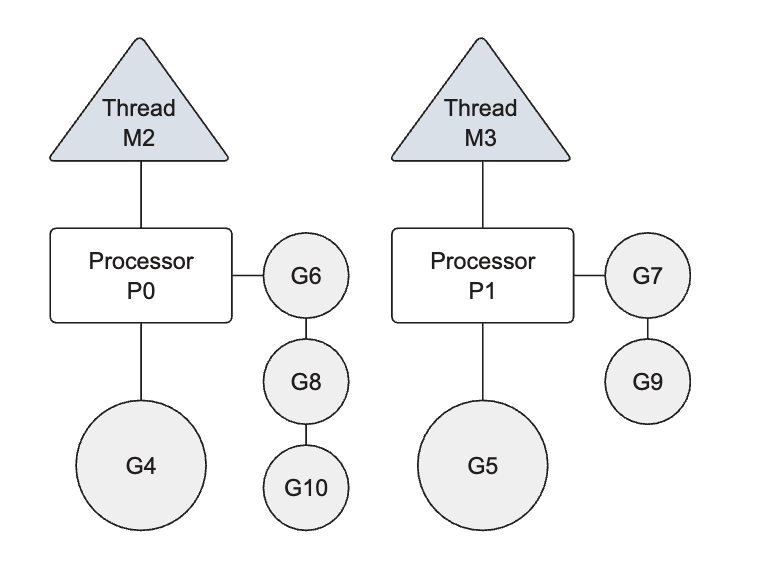 Thread
M2
Thread
M3
Processor
P0
G6
Processor
P1
G7
G8
G9
G4
G10
G5